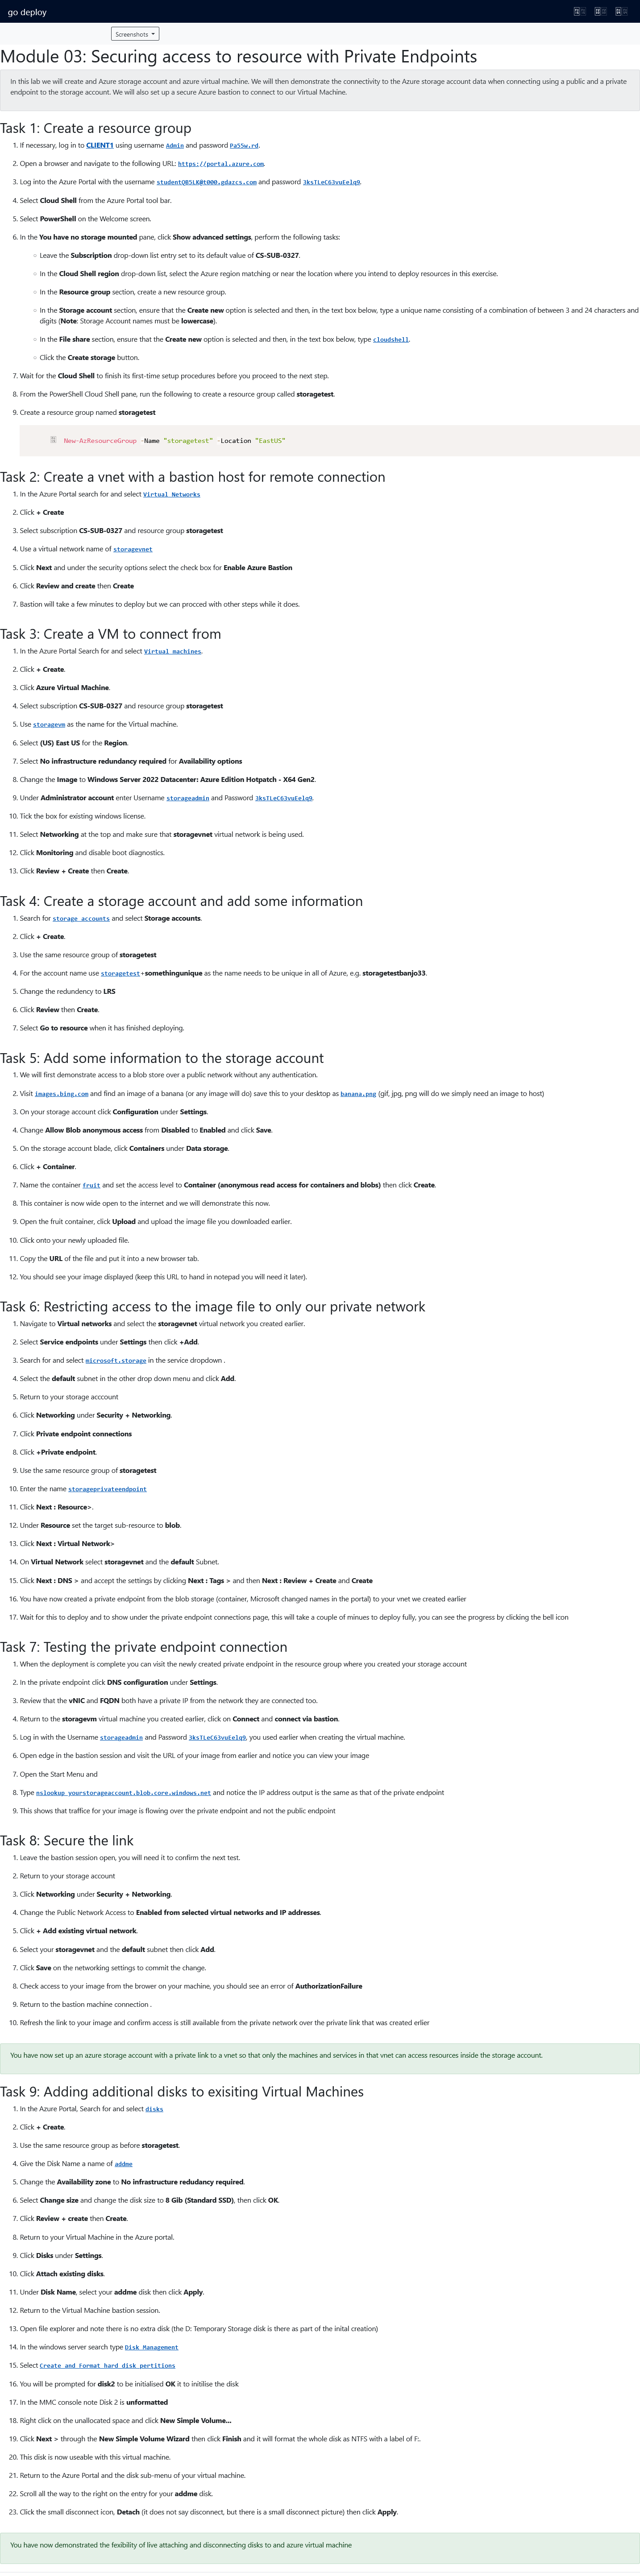 go deploy
Screenshots
Module 03: Securing access to resource with Private Endpoints
In this lab we will create and Azure storage account and azure virtual machine. We will then demonstrate the connectivity to the Azure storage account data when connecting using a public and a private
endpoint to the storage account. We will also set up a secure Azure bastion to connect to our Virtual Machine.
Task 1: Create a resource group
1. If necessary, log in to CLIENT1 using username Admin and password Pa55w.rd.
2. Open a browser and navigate to the following URL: https://portal.azure.com.
3. Log into the Azure Portal with the username and password
4. Select Cloud Shell from the Azure Portal tool bar.
5. Select PowerShell on the Welcome screen.
6. In the You have no storage mounted pane, click Show advanced settings, perform the following tasks:
Leave the Subscription drop-down list entry set to its default value of CS-SUB-0327.
In the Cloud Shell region drop-down list, select the Azure region matching or near the location where you intend to deploy resources in this exercise.
In the Resource group section, create a new resource group.
In the Storage account section, ensure that the Create new option is selected and then, in the text box below, type a unique name consisting of a combination of between 3 and 24 characters and
digits (Note: Storage Account names must be lowercase).
In the File share section, ensure that the Create new option is selected and then, in the text box below, type cloudshell.
Click the Create storage button.
7. Wait for the Cloud Shell to finish its first-time setup procedures before you proceed to the next step.
8. From the PowerShell Cloud Shell pane, run the following to create a resource group called storagetest.
9. Create a resource group named storagetest
New-AzResourceGroup -Name "storagetest" -Location "EastUS"
Task 2: Create a vnet with a bastion host for remote connection
1. In the Azure Portal search for and select Virtual Networks
2. Click + Create
3. Select subscription CS-SUB-0327 and resource group storagetest
4. Use a virtual network name of storagevnet
5. Click Next and under the security options select the check box for Enable Azure Bastion
6. Click Review and create then Create
7. Bastion will take a few minutes to deploy but we can procced with other steps while it does.
Task 3: Create a VM to connect from
1. In the Azure Portal Search for and select Virtual machines.
2. Click + Create.
3. Click Azure Virtual Machine.
4. Select subscription CS-SUB-0327 and resource group storagetest
5. Use storagevm as the name for the Virtual machine.
6. Select (US) East US for the Region.
7. Select No infrastructure redundancy required for Availability options
8. Change the Image to Windows Server 2022 Datacenter: Azure Edition Hotpatch - X64 Gen2.
9. Under Administrator account enter Username storageadmin and Password
10. Tick the box for existing windows license.
11. Select Networking at the top and make sure that storagevnet virtual network is being used.
12. Click Monitoring and disable boot diagnostics.
13. Click Review + Create then Create.
Task 4: Create a storage account and add some information
1. Search for storage accounts and select Storage accounts.
2. Click + Create.
3. Use the same resource group of storagetest
4. For the account name use storagetest+somethingunique as the name needs to be unique in all of Azure, e.g. storagetestbanjo33.
5. Change the redundency to LRS
6. Click Review then Create.
7. Select Go to resource when it has finished deploying.
Task 5: Add some information to the storage account
1. We will first demonstrate access to a blob store over a public network without any authentication.
2. Visit images.bing.com and find an image of a banana (or any image will do) save this to your desktop as banana.png (gif, jpg, png will do we simply need an image to host)
3. On your storage account click Configuration under Settings.
4. Change Allow Blob anonymous access from Disabled to Enabled and click Save.
5. On the storage account blade, click Containers under Data storage.
6. Click + Container.
7. Name the container fruit and set the access level to Container (anonymous read access for containers and blobs) then click Create.
8. This container is now wide open to the internet and we will demonstrate this now.
9. Open the fruit container, click Upload and upload the image file you downloaded earlier.
10. Click onto your newly uploaded file.
11. Copy the URL of the file and put it into a new browser tab.
12. You should see your image displayed (keep this URL to hand in notepad you will need it later).
Task 6: Restricting access to the image file to only our private network
1. Navigate to Virtual networks and select the storagevnet virtual network you created earlier.
2. Select Service endpoints under Settings then click +Add.
3. Search for and select microsoft.storage in the service dropdown .
4. Select the default subnet in the other drop down menu and click Add.
5. Return to your storage acccount
6. Click Networking under Security + Networking.
7. Click Private endpoint connections
8. Click +Private endpoint.
9. Use the same resource group of storagetest
10. Enter the name storageprivateendpoint
11. Click Next : Resource>.
12. Under Resource set the target sub-resource to blob.
13. Click Next : Virtual Network>
14. On Virtual Network select storagevnet and the default Subnet.
15. Click Next : DNS > and accept the settings by clicking Next : Tags > and then Next : Review + Create and Create
16. You have now created a private endpoint from the blob storage (container, Microsoft changed names in the portal) to your vnet we created earlier
17. Wait for this to deploy and to show under the private endpoint connections page, this will take a couple of minues to deploy fully, you can see the progress by clicking the bell icon
Task 7: Testing the private endpoint connection
1. When the deployment is complete you can visit the newly created private endpoint in the resource group where you created your storage account
2. In the private endpoint click DNS configuration under Settings.
3. Review that the vNIC and FQDN both have a private IP from the network they are connected too.
4. Return to the storagevm virtual machine you created earlier, click on Connect and connect via bastion.
5. Log in with the Username storageadmin and Password you used earlier when creating the virtual machine.
6. Open edge in the bastion session and visit the URL of your image from earlier and notice you can view your image
7. Open the Start Menu and
8. Type nslookup yourstorageaccount.blob.core.windows.net and notice the IP address output is the same as that of the private endpoint
9. This shows that traffice for your image is flowing over the private endpoint and not the public endpoint
Task 8: Secure the link
1. Leave the bastion session open, you will need it to confirm the next test.
2. Return to your storage account
3. Click Networking under Security + Networking.
4. Change the Public Network Access to Enabled from selected virtual networks and IP addresses.
5. Click + Add existing virtual network.
6. Select your storagevnet and the default subnet then click Add.
7. Click Save on the networking settings to commit the change.
8. Check access to your image from the brower on your machine, you should see an error of AuthorizationFailure
9. Return to the bastion machine connection .
10. Refresh the link to your image and confirm access is still available from the private network over the private link that was created erlier
You have now set up an azure storage account with a private link to a vnet so that only the machines and services in that vnet can access resources inside the storage account.
Task 9: Adding additional disks to exisiting Virtual Machines
1. In the Azure Portal, Search for and select disks
2. Click + Create.
3. Use the same resource group as before storagetest.
4. Give the Disk Name a name of addme
5. Change the Availability zone to No infrastructure redudancy required.
6. Select Change size and change the disk size to 8 Gib (Standard SSD), then click OK.
7. Click Review + create then Create.
8. Return to your Virtual Machine in the Azure portal.
9. Click Disks under Settings.
10. Click Attach existing disks.
11. Under Disk Name, select your addme disk then click Apply.
12. Return to the Virtual Machine bastion session.
13. Open file explorer and note there is no extra disk (the D: Temporary Storage disk is there as part of the inital creation)
14. In the windows server search type Disk Management
15. Select Create and format hard disk pertitions
16. You will be prompted for disk2 to be initialised OK it to initilise the disk
17. In the MMC console note Disk 2 is unformatted
18. Right click on the unallocated space and click New Simple Volume...
19. Click Next > through the New Simple Volume Wizard then click Finish and it will format the whole disk as NTFS with a label of F:.
20. This disk is now useable with this virtual machine.
21. Return to the Azure Portal and the disk sub-menu of your virtual machine.
22. Scroll all the way to the right on the entry for your addme disk.
23. Click the small disconnect icon, Detach (it does not say disconnect, but there is a small disconnect picture) then click Apply.
You have now demonstrated the fexibility of live attaching and disconnecting disks to and azure virtual machine